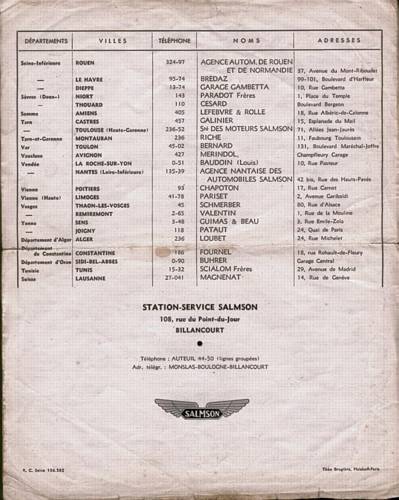 DÉPARTEMENTS VILLES TÉLÉPHONE NOMS ADRESSES
Seine-Inférieure ROUEN 324-97 AGENCE AUTOM. DE ROUEN
ET DE NORMANDIE 37, Avenue du Mont-Riboudet
— LE HAVRE 95-74 BREDAZ 99-101, Boulevard d'Harfleur
— DIEPPE 13-74 GARAGE GAMBETTA 10, Rue Gambetta
Sèvres (Deux-) NIORT 143 PARADOT Frères 1, Place du Temple
— THOUARD 110 CESARD Boulevard Bergeon
Somme AMIENS 405 LEFEBVRE & ROLLE 18, Rue Albéric-de-Calonne
Tarn CASTRES 457 GALINIER 15, Esplanade du Mail
— TOULOUSE (Haute-Garonne) 236-52 Sté DES MOTEURS SALMSON 71, Allées Jean-Jaurès
Tarn-et-Garonne MONTAUBAN 236 RICHE 11, Faubourg Toulousain
Var TOULON 45-02 BERNARD 131, Boulevard Maréchal-Joffre
Vaucluse AVIGNON 427 MERINDOL Champfleury Garage
Vendée LA ROCHE-SUR-YON 0-51 BAUDIN (Louis) 10, Rue Pasteur
— NANTES (Loire-Inférieure) 135-39 AGENCE NANTAISE DES
AUTOMOBILES SALMSON 42 bis, Rue des Hauts-Pavés
Vienne POITIERS 93 CHAPOTON 17, Rue Carnot
Vienne (Haute) LIMOGES 41-78 PARISET 2, Avenue Garibaldi
Vosges THAON-LES-VOSGES 45 SCHMERBER 80, Rue d'Alsace
— REMIREMONT 2-65 VALENTIN 1, Rue de la Mouline
Yonne SENS 5-48 GUIMAS & BEAU 3, Rue Emile-Zola
— JOIGNY 118 PATAUT 24, Quai de Paris
Département d'Alger ALGER 236 LOUBET 24, Rue Michelet
Département
de Constantine CONSTANTINE 186 FOURNEL 18, rue Rohault-de-Fleury
Département d'Oran SIDI-BEL-ABBES 0-90 BUHRER Garage Central
Tunisie TUNIS 15-32 SCIALOM Frères 29, Avenue de Madrid
Suisse LAUSANNE 27-041 MAGNENAT 14, Rue de Genève
STATION-SERVICE SALMSON
108, rue du Point-du-Jour
BILLANCOURT
Téléphone : AUTEUIL 44-50 (lignes groupées)
Adr. télégr. : MONSLAS-BOULOGNE-BILLANCOURT
SALMSON
R. C. Seine 156.582 Théo Brugière, Malakoff-Paris